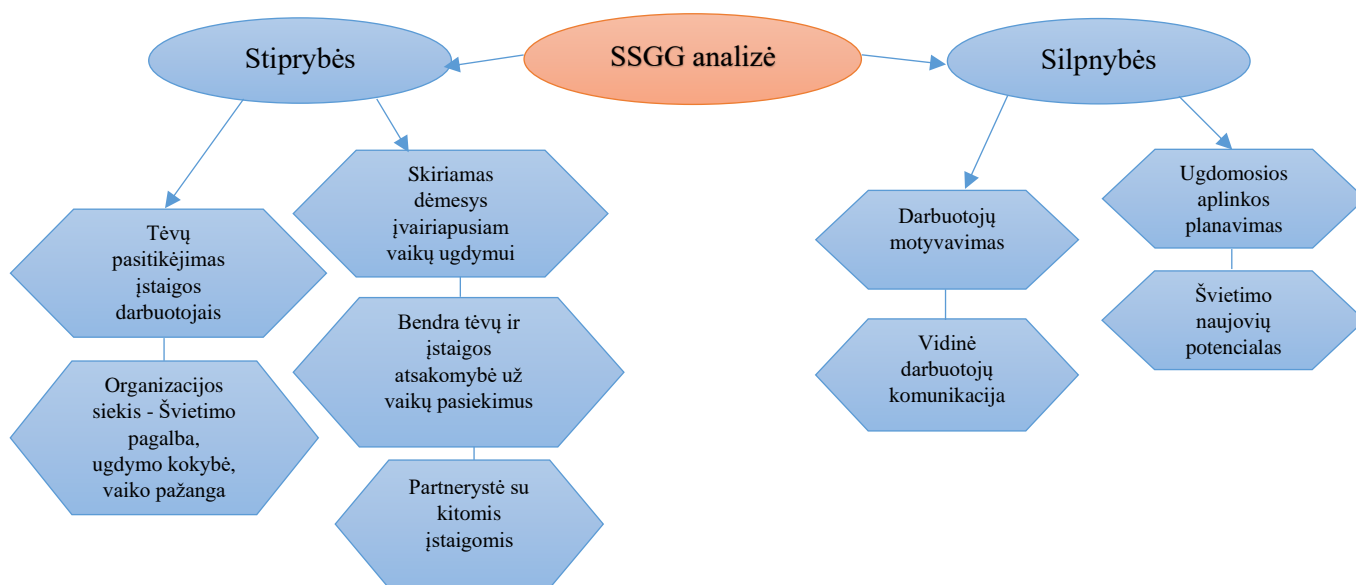 Stiprybės
SSGG analizė
Silpnybės
Tėvų
pasitikėjimas
įstaigos
darbuotojais
Organizacijos
siekis - Švietimo
pagalba,
ugdymo kokybė,
vaiko pažanga
Skiriamas
dėmesys
įvairiapusiam
vaikų ugdymui
Bendra tėvų ir
įstaigos
atsakomybė už
vaikų pasiekimus
Partnerystė su
kitomis
įstaigomis
Darbuotojų
motyvavimas
Vidinė
darbuotojų
komunikacija
Ugdomosios
aplinkos
planavimas
Švietimo
naujovių
potencialas